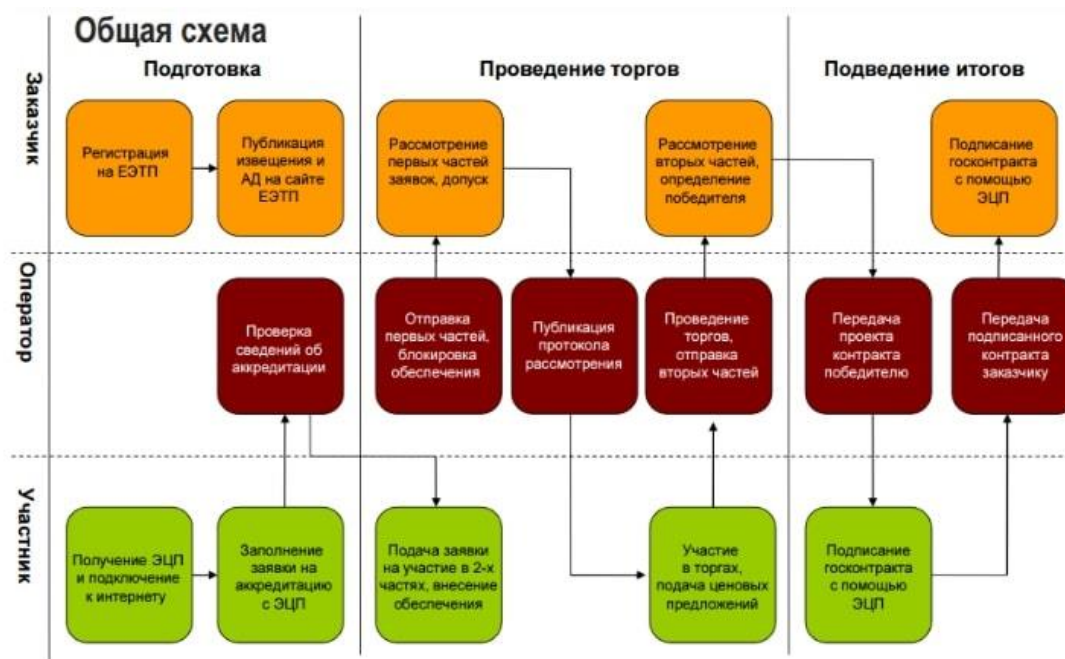 Общая схема
Подготовка
Проведение торгов
Подведение итогов
Заказчик
Регистрация
на ЕЭТП
Публикация
извещения и
АД на сайте
ЕЭТП
Рассмотрение
первых частей
заявок, допуск
Рассмотрение
вторых частей,
определение
победителя
Подписание
госконтракта
с помощью
ЭЦП
Оператор
Проверка
сведений об
аккредитации
Отправка
первых частей,
блокировка
обеспечения
Публикация
протокола
рассмотрения
Проведение
торгов,
отправка
вторых частей
Передача
проекта
контракта
победителю
Передача
подписанного
контракта
заказчику
Участник
Получение ЭЦП
и подключение
к интернету
Заполнение
заявки на
аккредитацию
с ЭЦП
Подача заявки
на участие в 2-х
частях, внесение
обеспечения
Участие
в торгах,
подача ценовых
предложений
Подписание
госконтракта
с помощью
ЭЦП